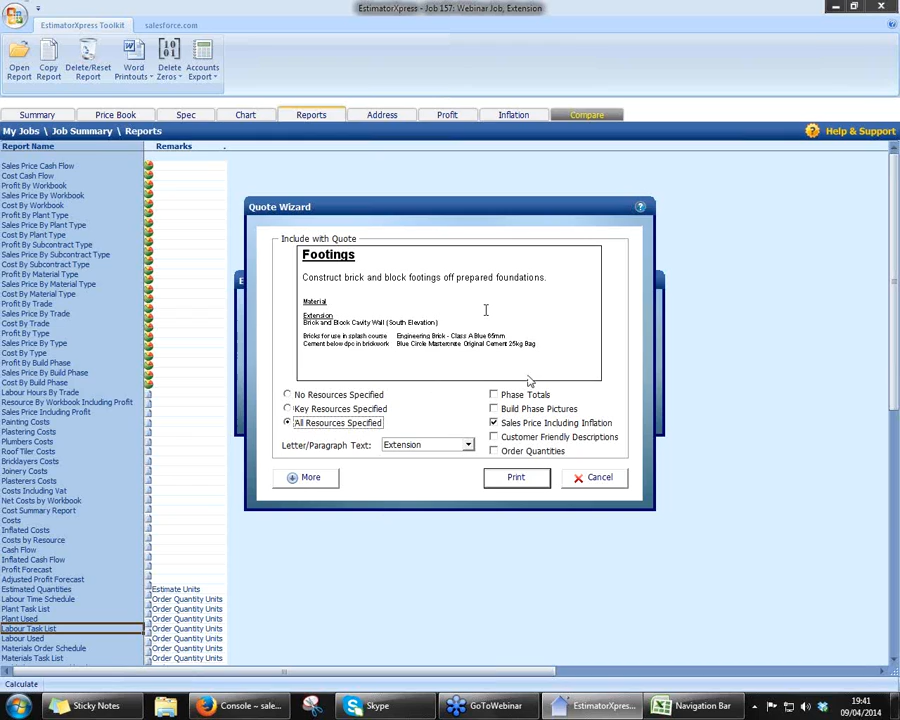 EstimatorXpress - Job 157: Webinar Job, Extension
EstimatorXpress Toolkit
salesforce.com
Open Report
Copy Report
Delete/Reset Report
Word Printouts
Delete Zeros
Accounts Export
Summary
Price Book
Spec
Chart
Reports
Address
Profit
Inflation
Compare
My Jobs \ Job Summary \ Reports
Help & Support
Report Name
Remarks
Sales Price Cash Flow
Cost Cash Flow
Profit By Workbook
Sales Price By Workbook
Cost By Workbook
Profit By Plant Type
Sales Price By Plant Type
Cost By Plant Type
Profit By Subcontract Type
Sales Price By Subcontract Type
Cost By Subcontract Type
Profit By Material Type
Sales Price By Material Type
Cost By Material Type
Profit By Trade
Sales Price By Trade
Cost By Trade
Profit By Type
Sales Price By Type
Cost By Type
Profit By Build Phase
Sales Price By Build Phase
Cost By Build Phase
Labour Hours By Trade
Resource By Workbook Including Profit
Sales Price Including Profit
Painting Costs
Plastering Costs
Plumbers Costs
Roof Tiler Costs
Bricklayers Costs
Joinery Costs
Plasterers Costs
Costs Including Vat
Net Costs by Workbook
Cost Summary Report
Costs
Inflated Costs
Costs by Resource
Cash Flow
Inflated Cash Flow
Profit Forecast
Adjusted Profit Forecast
Estimated Quantities
Estimate Units
Labour Time Schedule
Order Quantity Units
Plant Task List
Order Quantity Units
Plant Used
Order Quantity Units
Labour Task List
Order Quantity Units
Labour Used
Order Quantity Units
Materials Order Schedule
Order Quantity Units
Materials Task List
Order Quantity Units
Quote Wizard
Include with Quote
Footings
Construct brick and block footings off prepared foundations.
Material
Extension
Brick and Block Cavity Wall (South Elevation)
Bricks for use in splash course Engineering Brick - Class A Blue 65mm
Cement below dpc in brickwork Blue Circle Mastercrete Original Cement 25kg Bag
No Resources Specified
Key Resources Specified
All Resources Specified
Phase Totals
Build Phase Pictures
Sales Price Including Inflation
Customer Friendly Descriptions
Order Quantities
Letter/Paragraph Text:
Extension
More
Print
Cancel
Calculate
Sticky Notes
Console ~ sale...
Skype
GoToWebinar
EstimatorXpres...
Navigation Bar
19:41
09/04/2014